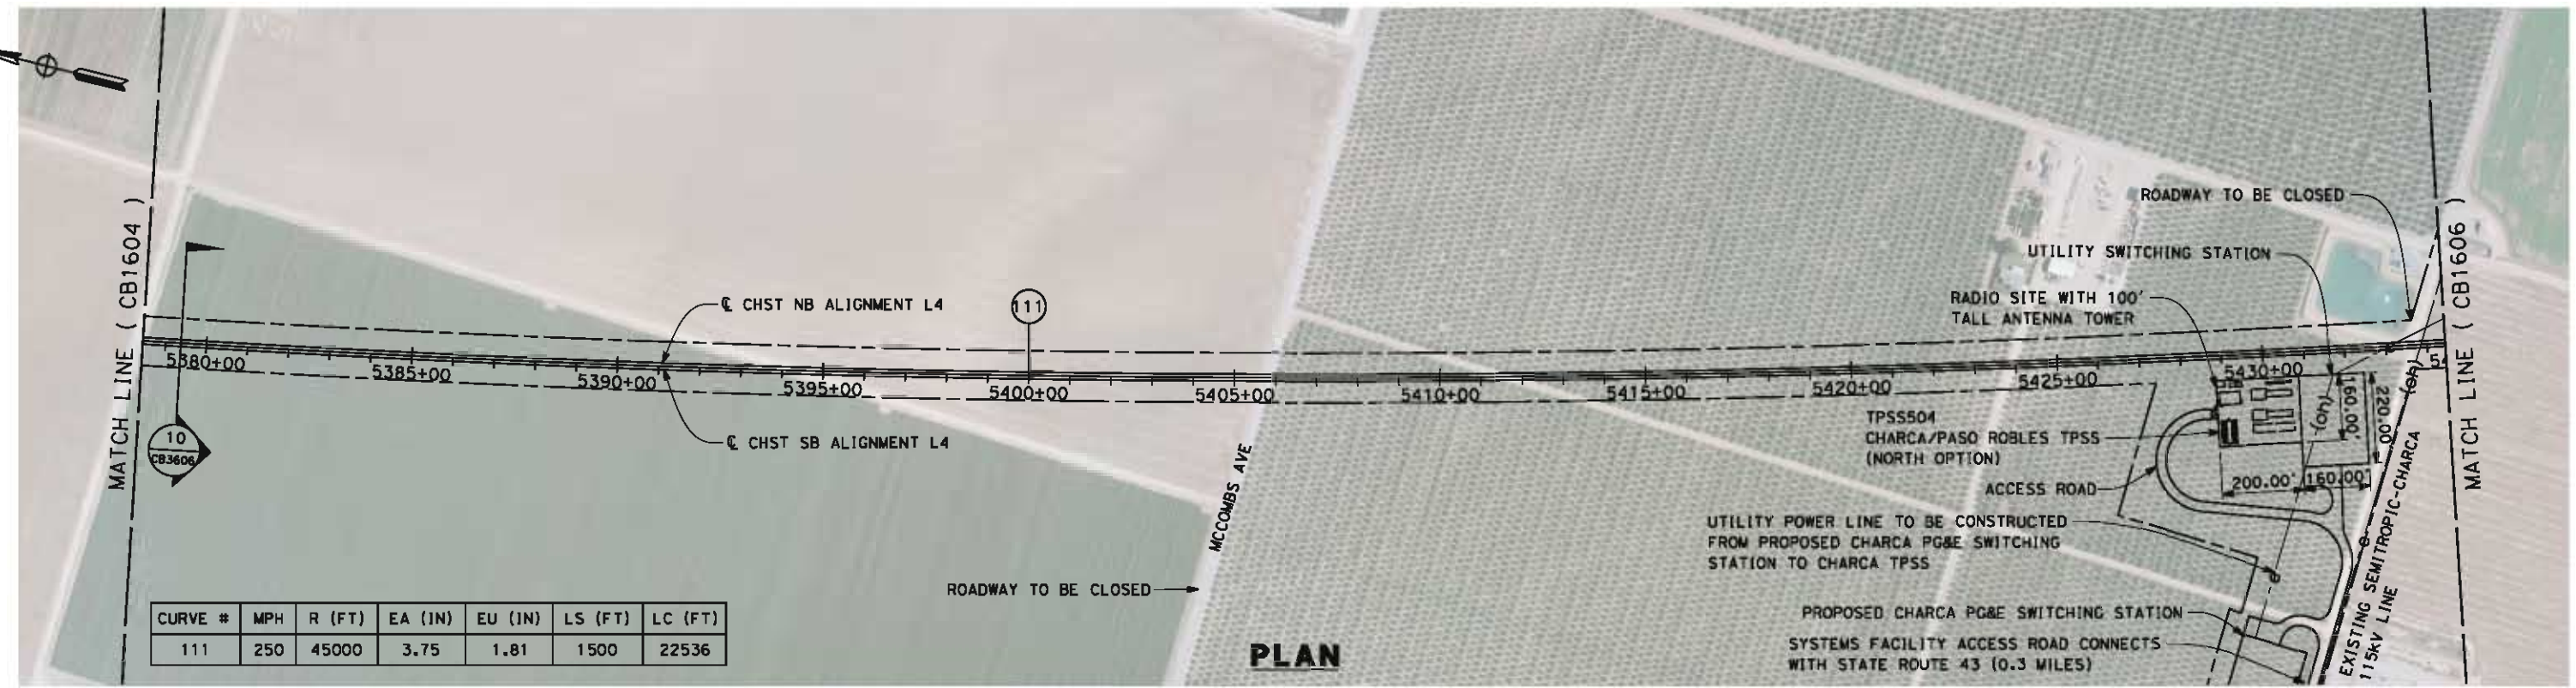 MATCH LINE ( CB1604 )
10
CB3606
5380+00
5385+00
5390+00
5395+00
5400+00
5405+00
5410+00
5415+00
5420+00
5425+00
5430+00
℄ CHST NB ALIGNMENT L4
111
℄ CHST SB ALIGNMENT L4
MCCOMBS AVE
ROADWAY TO BE CLOSED
CURVE # MPH R (FT) EA (IN) EU (IN) LS (FT) LC (FT)
111 250 45000 3.75 1.81 1500 22536
PLAN
ROADWAY TO BE CLOSED
UTILITY SWITCHING STATION
RADIO SITE WITH 100'
TALL ANTENNA TOWER
TPSS504
CHARCA/PASO ROBLES TPSS
(NORTH OPTION)
ACCESS ROAD
UTILITY POWER LINE TO BE CONSTRUCTED
FROM PROPOSED CHARCA PG&E SWITCHING
STATION TO CHARCA TPSS
PROPOSED CHARCA PG&E SWITCHING STATION
SYSTEMS FACILITY ACCESS ROAD CONNECTS
WITH STATE ROUTE 43 (0.3 MILES)
200.00'
160.00'
160.00'
220.00'
(oh)
(oh)
EXISTING SEMITROPIC-CHARCA
115KV LINE
MATCH LINE ( CB1606 )